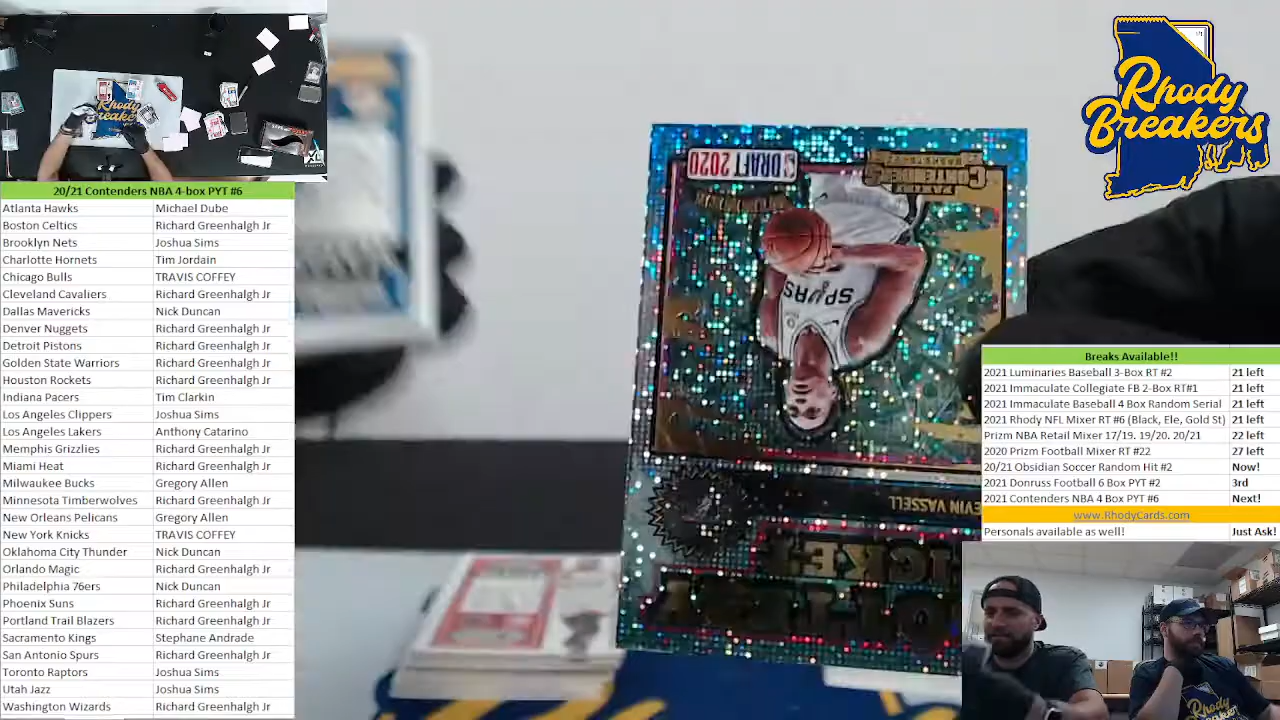 20/21 Contenders NBA 4-box PYT #6
Atlanta Hawks Michael Dube
Boston Celtics Richard Greenhalgh Jr
Brooklyn Nets Joshua Sims
Charlotte Hornets Tim Jordain
Chicago Bulls TRAVIS COFFEY
Cleveland Cavaliers Richard Greenhalgh Jr
Dallas Mavericks Nick Duncan
Denver Nuggets Richard Greenhalgh Jr
Detroit Pistons Richard Greenhalgh Jr
Golden State Warriors Richard Greenhalgh Jr
Houston Rockets Richard Greenhalgh Jr
Indiana Pacers Tim Clarkin
Los Angeles Clippers Joshua Sims
Los Angeles Lakers Anthony Catarino
Memphis Grizzlies Richard Greenhalgh Jr
Miami Heat Richard Greenhalgh Jr
Milwaukee Bucks Gregory Allen
Minnesota Timberwolves Richard Greenhalgh Jr
New Orleans Pelicans Gregory Allen
New York Knicks TRAVIS COFFEY
Oklahoma City Thunder Nick Duncan
Orlando Magic Richard Greenhalgh Jr
Philadelphia 76ers Nick Duncan
Phoenix Suns Richard Greenhalgh Jr
Portland Trail Blazers Richard Greenhalgh Jr
Sacramento Kings Stephane Andrade
San Antonio Spurs Richard Greenhalgh Jr
Toronto Raptors Joshua Sims
Utah Jazz Joshua Sims
Washington Wizards Richard Greenhalgh Jr
Rhody
Breakers
DRAFT 2020
PANINI
CONTENDERS
SPURS
EVIN VASSELL
Rhody
Breakers
Breaks Available!!
2021 Luminaries Baseball 3-Box RT #2 21 left
2021 Immaculate Collegiate FB 2-Box RT#1 21 left
2021 Immaculate Baseball 4 Box Random Serial 21 left
2021 Rhody NFL Mixer RT #6 (Black, Ele, Gold St) 21 left
Prizm NBA Retail Mixer 17/19. 19/20. 20/21 22 left
2020 Prizm Football Mixer RT #22 27 left
20/21 Obsidian Soccer Random Hit #2 Now!
2021 Donruss Football 6 Box PYT #2 3rd
2021 Contenders NBA 4 Box PYT #6 Next!
www.RhodyCards.com
Personals available as well! Just Ask!
Rhody
Breakers